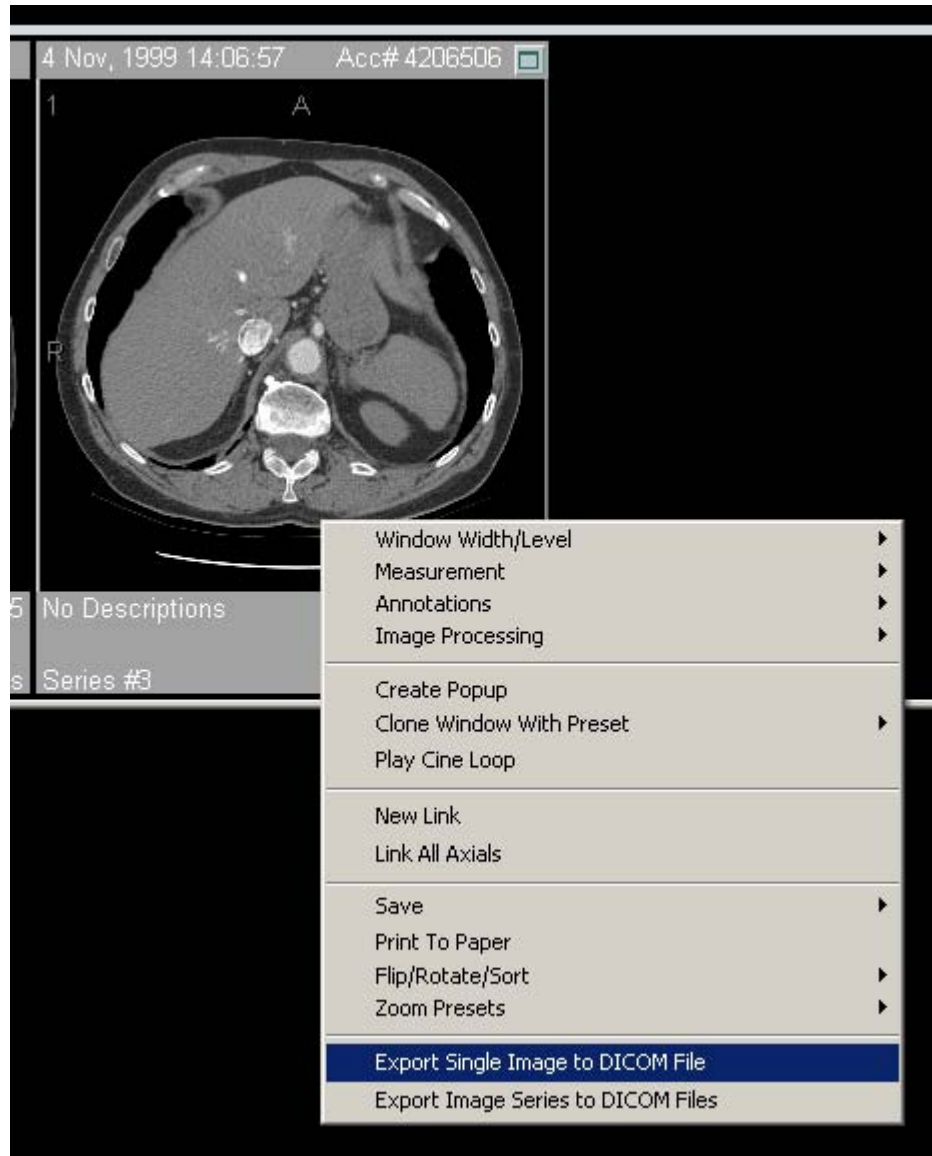 4 Nov, 1999 14:06:57 Acc# 4206506
1
A
R
5
No Descriptions
s
Series #3
Window Width/Level
Measurement
Annotations
Image Processing
Create Popup
Clone Window With Preset
Play Cine Loop
New Link
Link All Axials
Save
Print To Paper
Flip/Rotate/Sort
Zoom Presets
Export Single Image to DICOM File
Export Image Series to DICOM Files